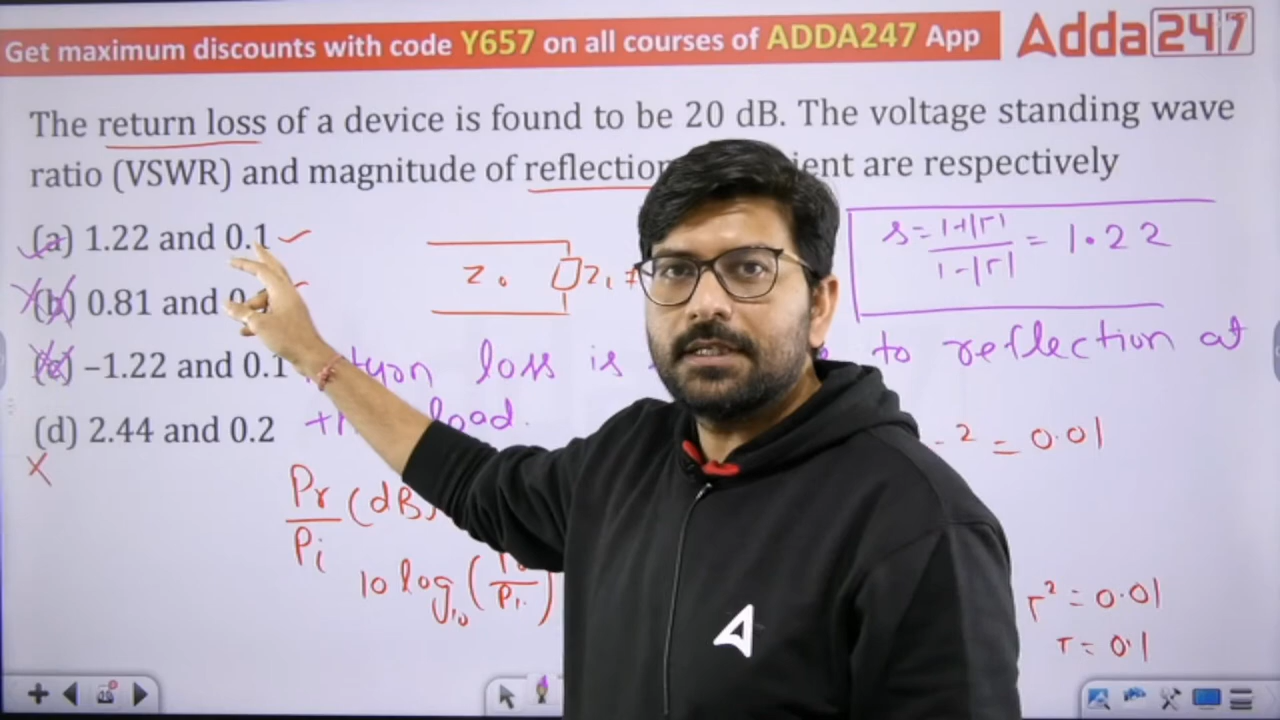 Get maximum discounts with code Y657 on all courses of ADDA247 App
Adda247
The return loss of a device is found to be 20 dB. The voltage standing wave
ratio (VSWR) and magnitude of reflection are respectively
(a) 1.22 and 0.1
(b) 0.81 and
(c) –1.22 and 0.1
(d) 2.44 and 0.2
Z₀
Z₁ ≠
s = 1+|Γ| / 1-|Γ| = 1.22
loss is to reflection at
load.
Pr/Pi (dB)
10 log₁₀ (
Pi)
-2 = 0.01
Γ² = 0.01
Γ = 0.1